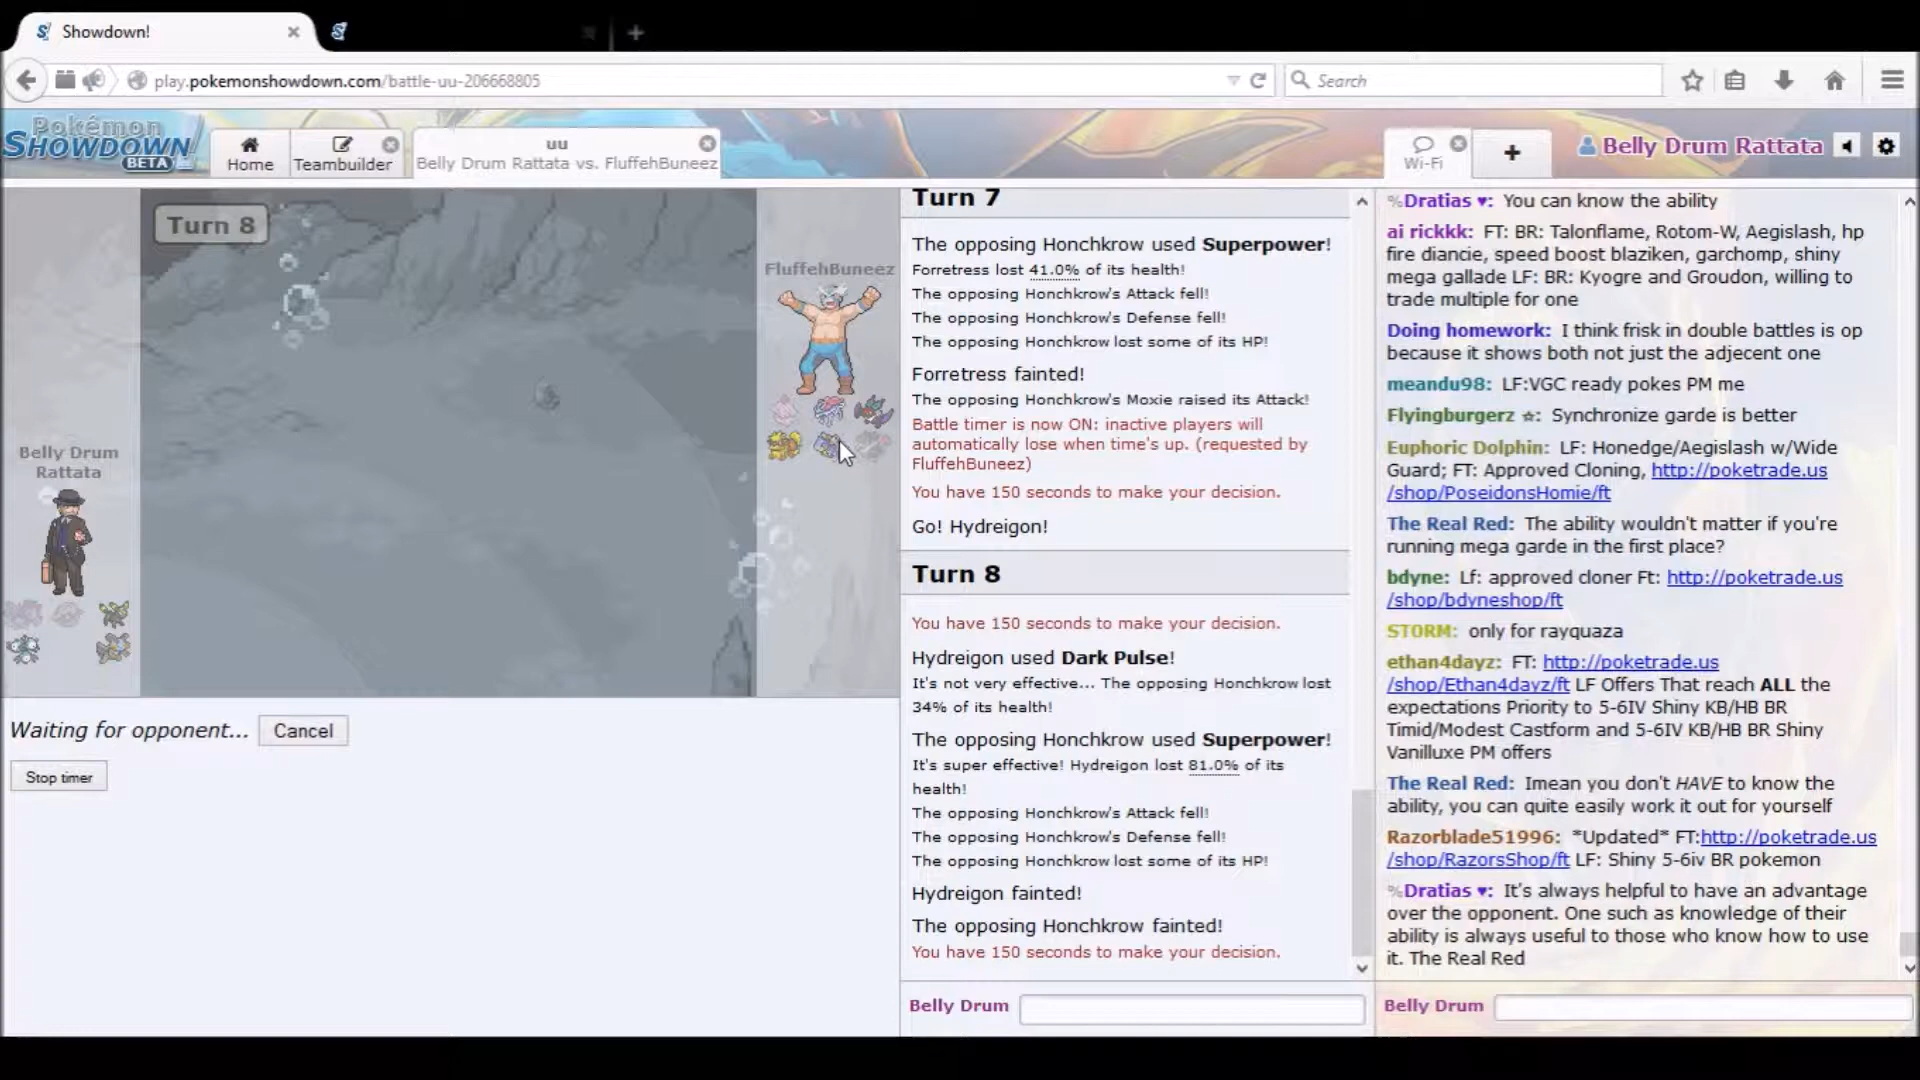 Showdown!
play.pokemonshowdown.com/battle-uu-206668805
Search
Pokémon
SHOWDOWN
BETA
Home
Teambuilder
uu
Belly Drum Rattata vs. FluffehBuneez
Wi-Fi
Belly Drum Rattata
Turn 8
FluffehBuneez
Belly Drum
Rattata
Waiting for opponent...
Cancel
Stop timer
Turn 7
The opposing Honchkrow used Superpower!
Forretress lost 41.0% of its health!
The opposing Honchkrow's Attack fell!
The opposing Honchkrow's Defense fell!
The opposing Honchkrow lost some of its HP!
Forretress fainted!
The opposing Honchkrow's Moxie raised its Attack!
Battle timer is now ON: inactive players will
automatically lose when time's up. (requested by
FluffehBuneez)
You have 150 seconds to make your decision.
Go! Hydreigon!
Turn 8
You have 150 seconds to make your decision.
Hydreigon used Dark Pulse!
It's not very effective... The opposing Honchkrow lost
34% of its health!
The opposing Honchkrow used Superpower!
It's super effective! Hydreigon lost 81.0% of its
health!
The opposing Honchkrow's Attack fell!
The opposing Honchkrow's Defense fell!
The opposing Honchkrow lost some of its HP!
Hydreigon fainted!
The opposing Honchkrow fainted!
You have 150 seconds to make your decision.
Belly Drum
%Dratias ♥: You can know the ability
ai rickkk: FT: BR: Talonflame, Rotom-W, Aegislash, hp
fire diancie, speed boost blaziken, garchomp, shiny
mega gallade LF: BR: Kyogre and Groudon, willing to
trade multiple for one
Doing homework: I think frisk in double battles is op
because it shows both not just the adjecent one
meandu98: LF:VGC ready pokes PM me
Flyingburgerz ☆: Synchronize garde is better
Euphoric Dolphin: LF: Honedge/Aegislash w/Wide
Guard; FT: Approved Cloning, http://poketrade.us
/shop/PoseidonsHomie/ft
The Real Red: The ability wouldn't matter if you're
running mega garde in the first place?
bdyne: Lf: approved cloner Ft: http://poketrade.us
/shop/bdyneshop/ft
STORM: only for rayquaza
ethan4dayz: FT: http://poketrade.us
/shop/Ethan4dayz/ft LF Offers That reach ALL the
expectations Priority to 5-6IV Shiny KB/HB BR
Timid/Modest Castform and 5-6IV KB/HB BR Shiny
Vanilluxe PM offers
The Real Red: Imean you don't HAVE to know the
ability, you can quite easily work it out for yourself
Razorblade51996: *Updated* FT:http://poketrade.us
/shop/RazorsShop/ft LF: Shiny 5-6iv BR pokemon
%Dratias ♥: It's always helpful to have an advantage
over the opponent. One such as knowledge of their
ability is always useful to those who know how to use
it. The Real Red
Belly Drum